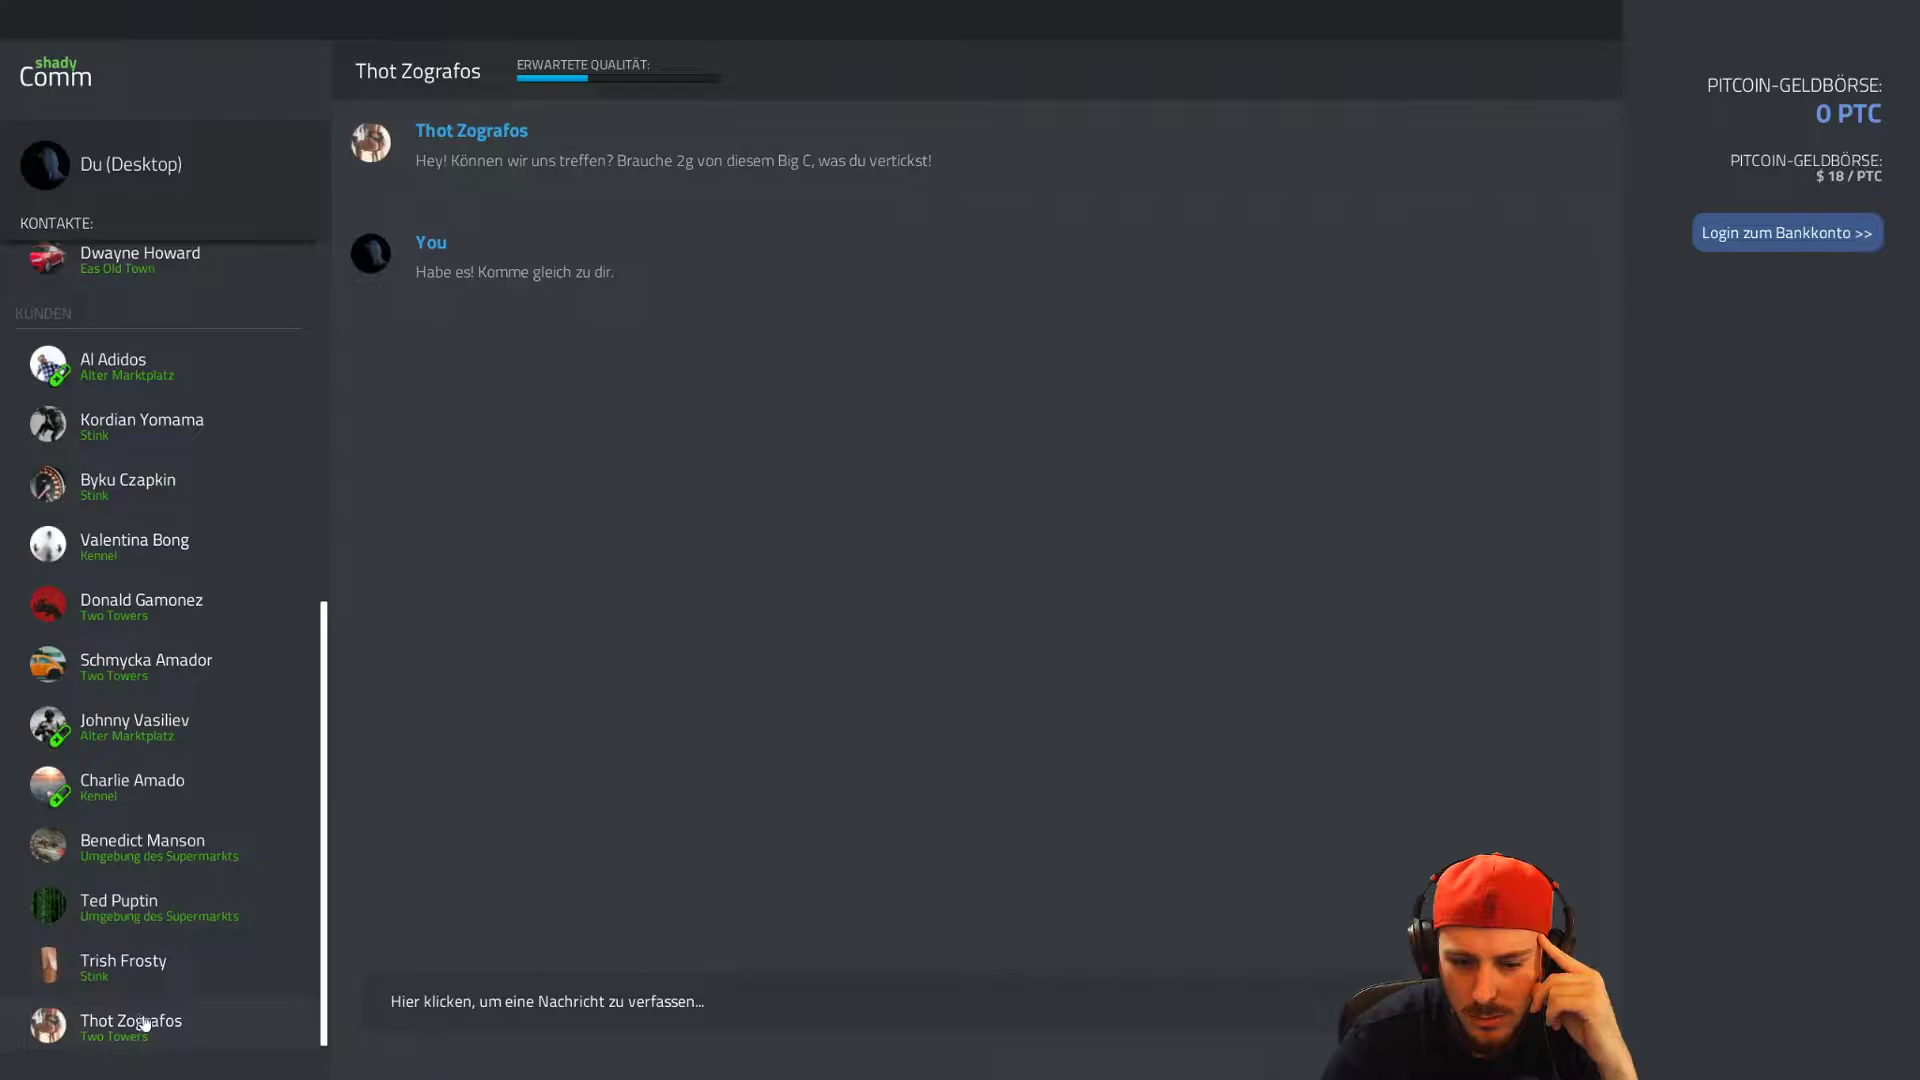 shady
Comm
Du (Desktop)
KONTAKTE:
Dwayne Howard
Eas Old Town
KUNDEN
Al Adidos
Alter Marktplatz
Kordian Yomama
Stink
Byku Czapkin
Stink
Valentina Bong
Kennel
Donald Gamonez
Two Towers
Schmycka Amador
Two Towers
Johnny Vasiliev
Alter Marktplatz
Charlie Amado
Kennel
Benedict Manson
Umgebung des Supermarkts
Ted Puptin
Umgebung des Supermarkts
Trish Frosty
Stink
Thot Zografos
Two Towers
Thot Zografos
ERWARTETE QUALITÄT:
Thot Zografos
Hey! Können wir uns treffen? Brauche 2g von diesem Big C, was du vertickst!
You
Habe es! Komme gleich zu dir.
Hier klicken, um eine Nachricht zu verfassen...
PITCOIN-GELDBÖRSE:
0 PTC
PITCOIN-GELDBÖRSE:
$ 18 / PTC
Login zum Bankkonto >>